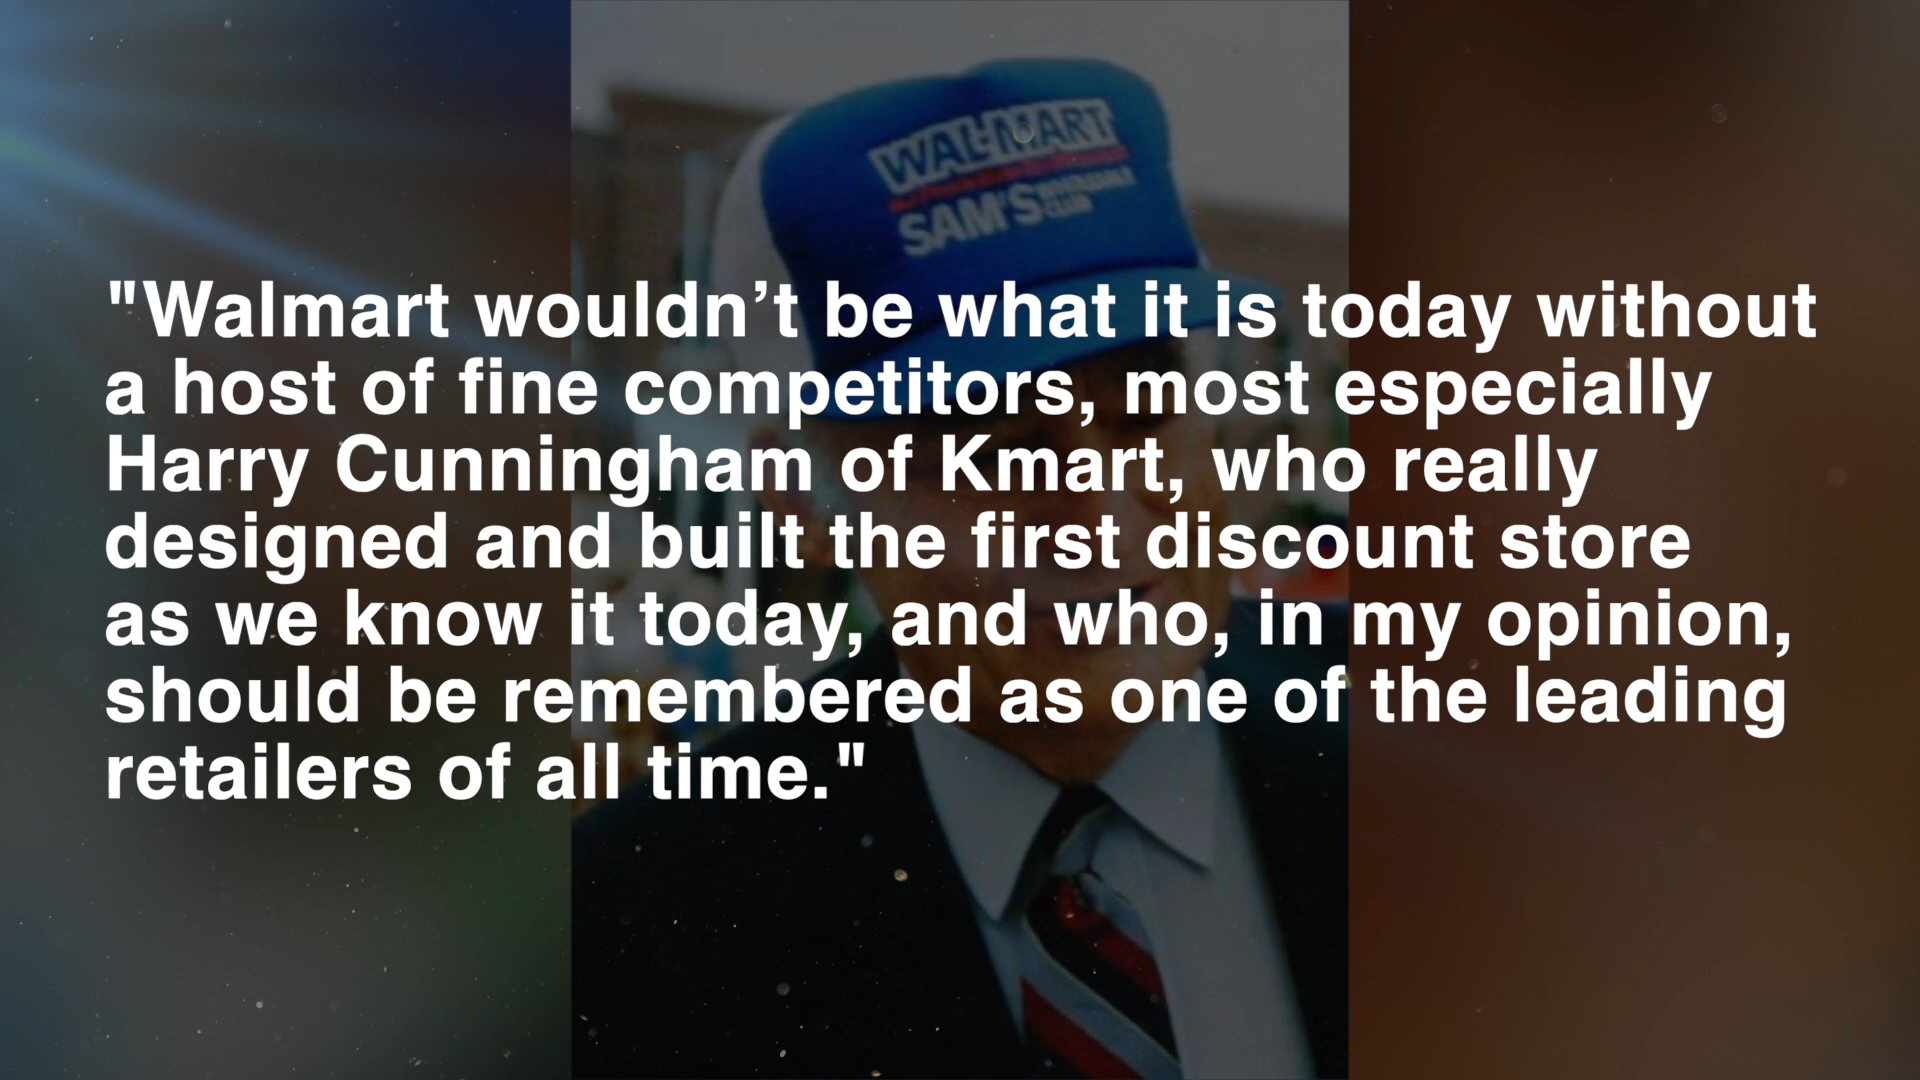 WAL-MART
SAM'S WHOLESALE
CLUB
"Walmart wouldn’t be what it is today without
a host of fine competitors, most especially
Harry Cunningham of Kmart, who really
designed and built the first discount store
as we know it today, and who, in my opinion,
should be remembered as one of the leading
retailers of all time."